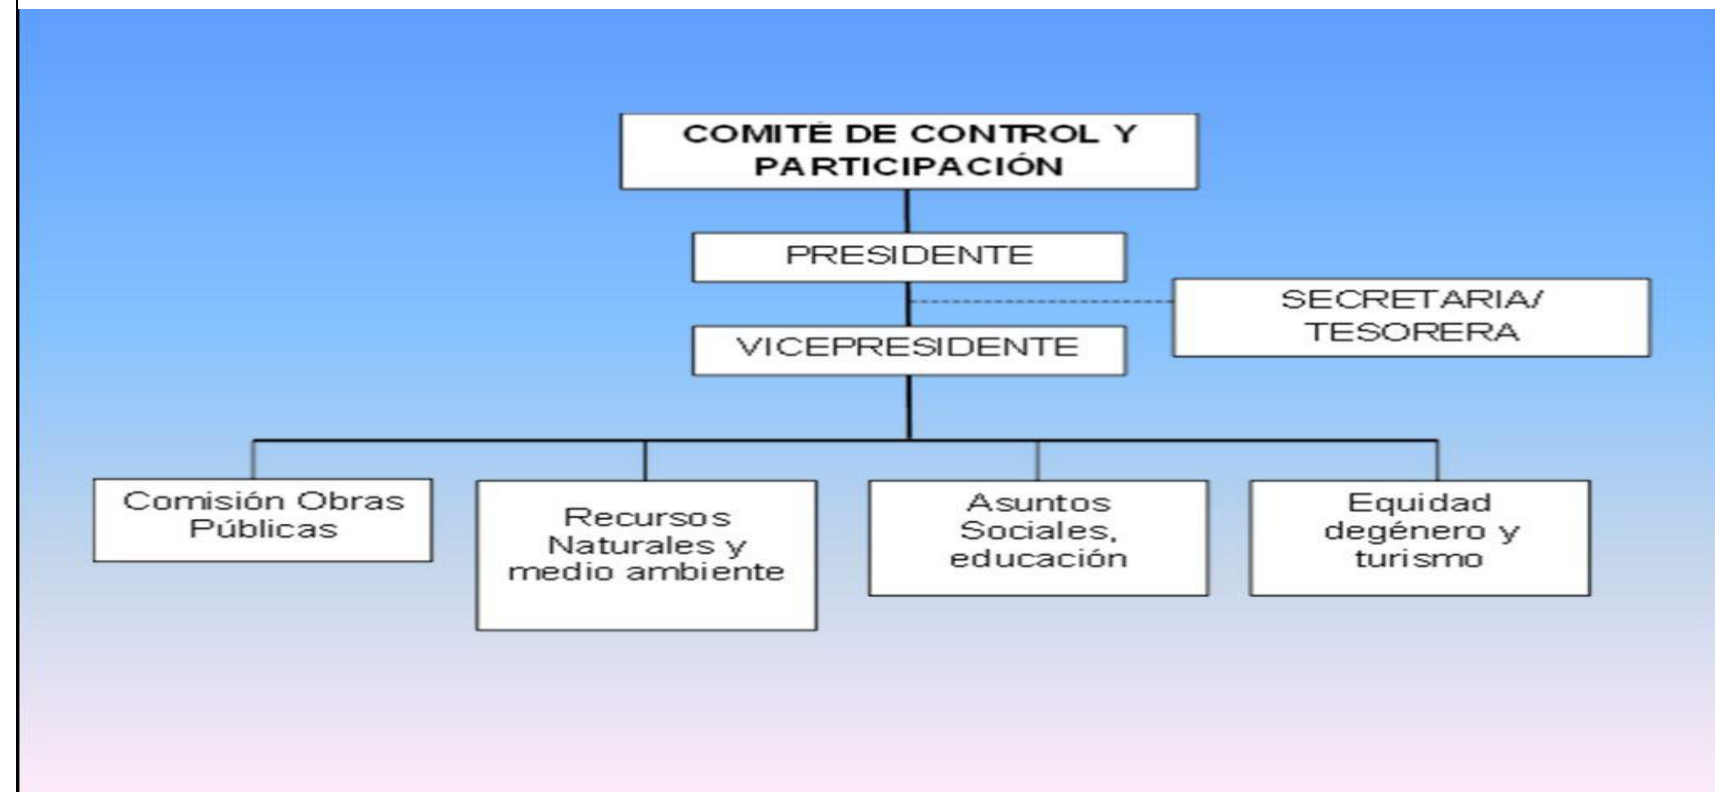 COMITÉ DE CONTROL Y
PARTICIPACIÓN
PRESIDENTE
SECRETARIA/
TESORERA
VICEPRESIDENTE
Comisión Obras
Públicas
Recursos
Naturales y
medio ambiente
Asuntos
Sociales,
educación
Equidad
degénero y
turismo